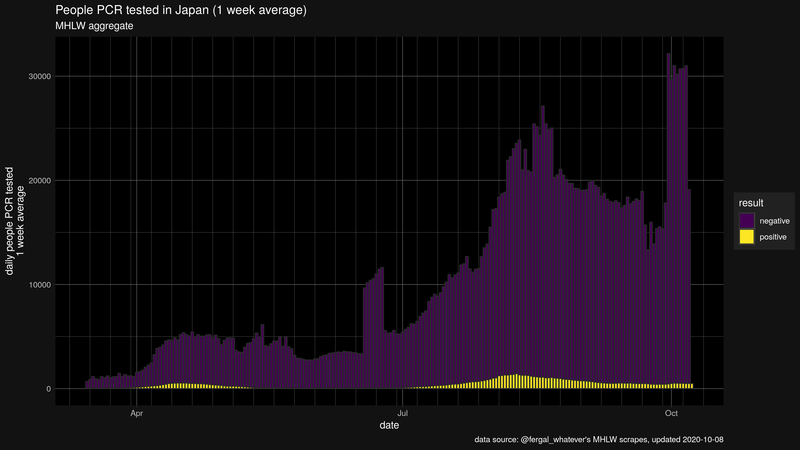 People PCR tested in Japan (1 week average)
MHLW aggregate
daily people PCR tested
1 week average
30000
20000
10000
0
Apr
Jul
Oct
date
result
negative
positive
data source: @fergal_whatever's MHLW scrapes, updated 2020-10-08